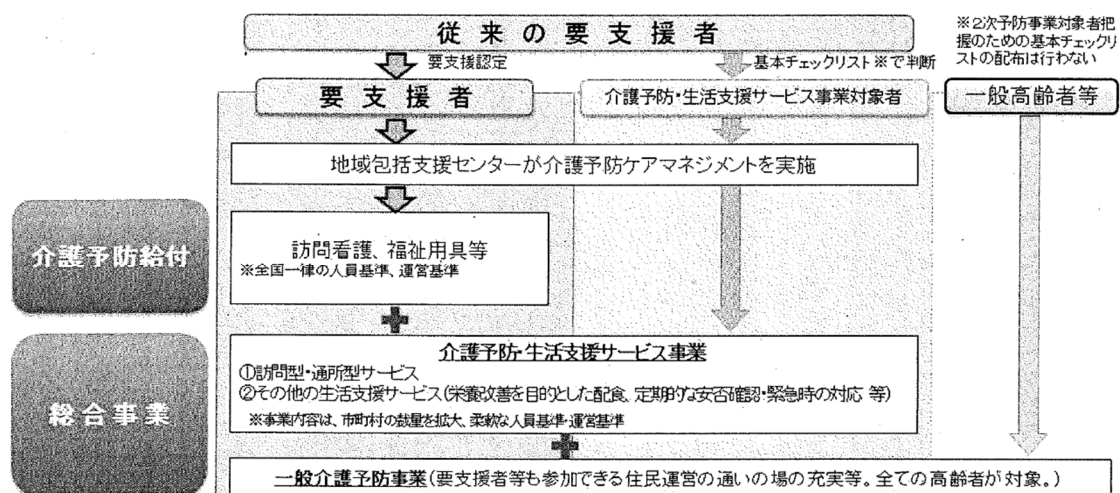 従来の要支援者
※2次予防事業対象者把
握のための基本チェックリ
ストの配布は行わない
要支援認定
基本チェックリスト※で判断
要支援者
介護予防・生活支援サービス事業対象者
一般高齢者等
地域包括支援センターが介護予防ケアマネジメントを実施
介護予防給付
訪問看護、福祉用具等
※全国一律の人員基準、運営基準
総合事業
介護予防・生活支援サービス事業
①訪問型・通所型サービス
②その他の生活支援サービス(栄養改善を目的とした配食、定期的な安否確認・緊急時の対応 等)
※事業内容は、市町村の裁量を拡大、柔軟な人員基準・運営基準
一般介護予防事業(要支援者等も参加できる住民運営の通いの場の充実等。全ての高齢者が対象。)